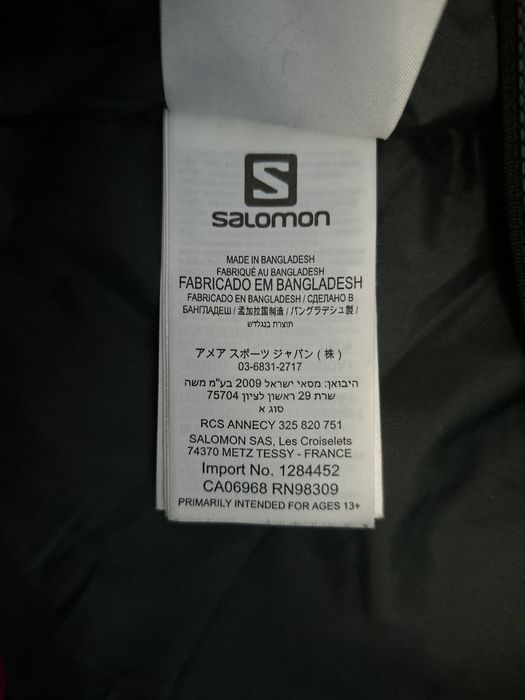 S
salomon
MADE IN BANGLADESH
FABRIQUÉ AU BANGLADESH
FABRICADO EM BANGLADESH
FABRICADO EN BANGLADESH / СДЕЛАНО В
БАНГЛАДЕШ / 孟加拉国制造 / バングラデシュ製 /
תוצרת בנגלדש
アメア スポーツ ジャパン ( 株 )
03-6831-2717
היבואן: מסאי ישראל 2009 בע"מ משה
שרת 29 ראשון לציון 75704
סוג א
RCS ANNECY 325 820 751
SALOMON SAS, Les Croiselets
74370 METZ TESSY - FRANCE
Import No. 1284452
CA06968 RN98309
PRIMARILY INTENDED FOR AGES 13+